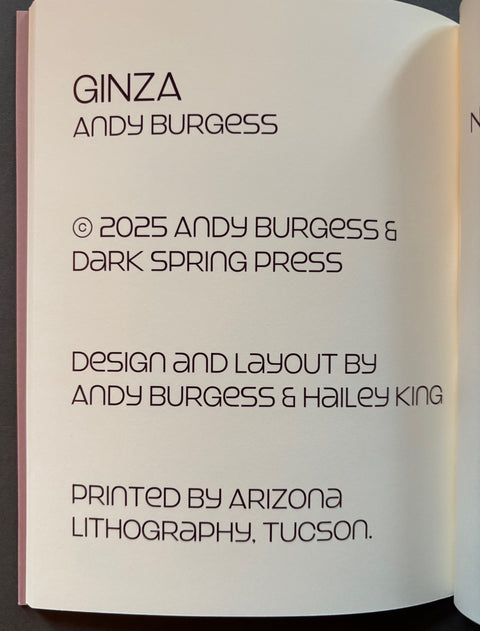 GINZA
ANDY BURGESS
© 2025 ANDY BURGESS &
DARK SPRING PRESS
DESIGN AND LAYOUT BY
ANDY BURGESS & HAILEY KING
PRINTED BY ARIZONA
LITHOGRAPHY, TUCSON.